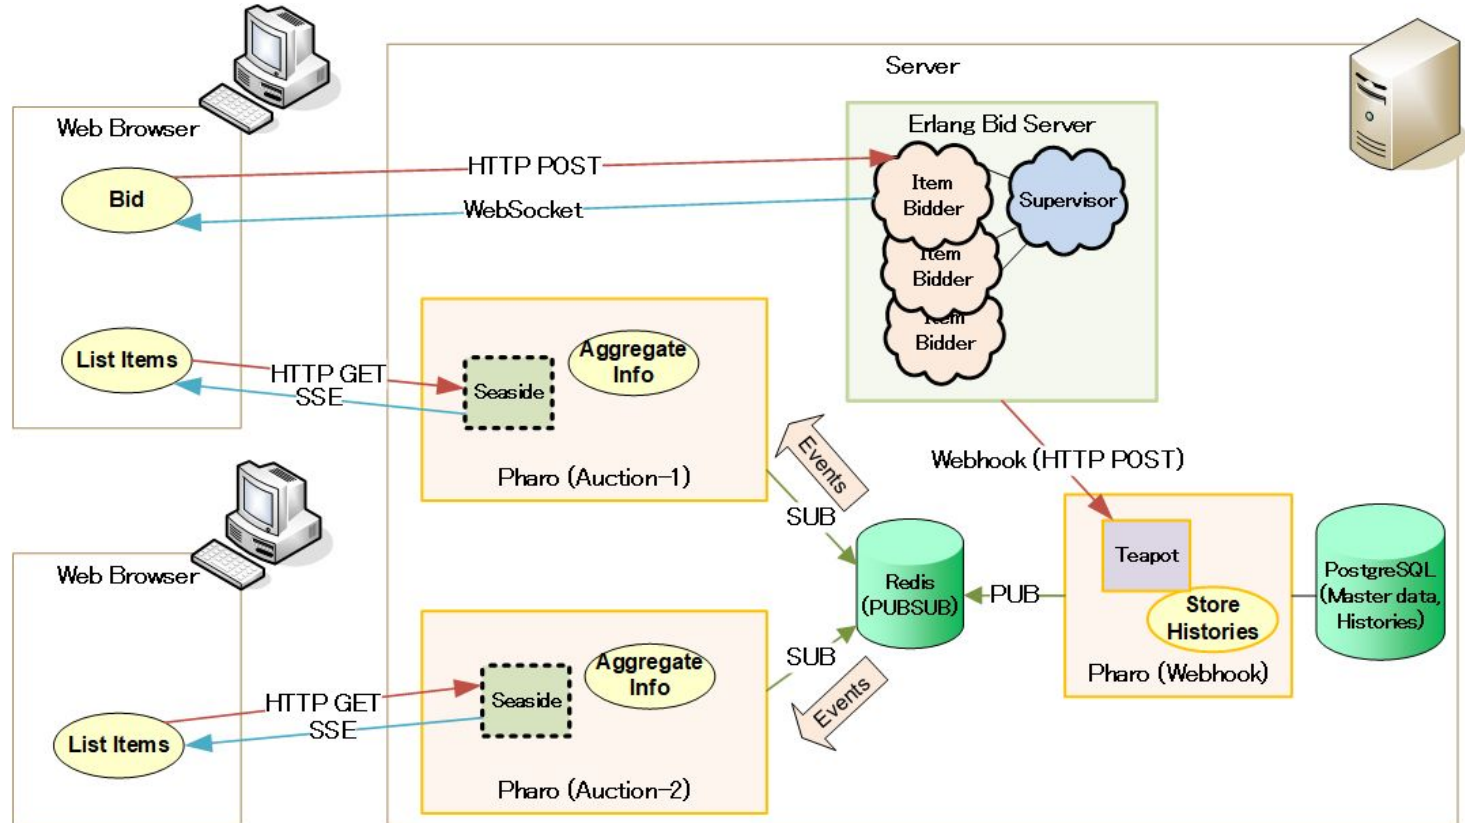 Server
Web Browser
Erlang Bid Server
HTTP POST
Bid
WebSocket
Item
Bidder
Supervisor
Item
Bidder
Item
Bidder
List Items
HTTP GET
SSE
Seaside
Aggregate
Info
Pharo (Auction-1)
Events
SUB
Webhook (HTTP POST)
Teapot
Store
Histories
Pharo (Webhook)
PostgreSQL
(Master data,
Histories)
Redis
(PUBSUB)
PUB
Web Browser
SUB
Events
Aggregate
Info
Seaside
HTTP GET
SSE
List Items
Pharo (Auction-2)